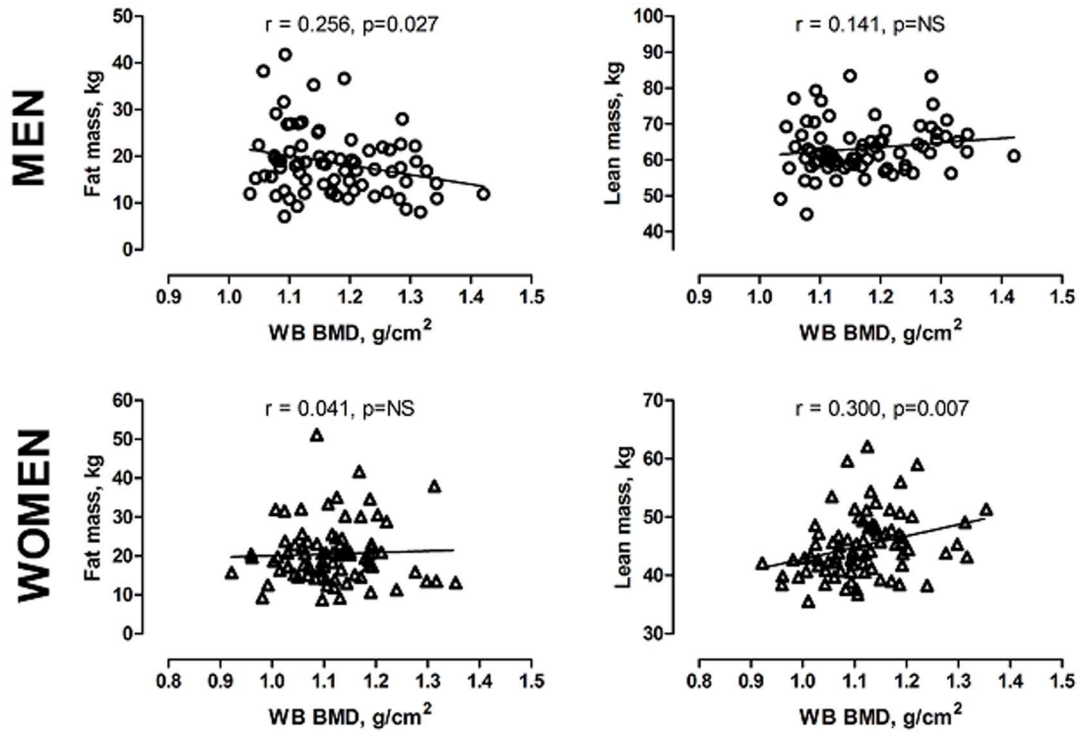 MEN
r = 0.256, p=0.027
Fat mass, kg
50
40
30
20
10
0
0.9 1.0 1.1 1.2 1.3 1.4 1.5
WB BMD, g/cm²
r = 0.141, p=NS
Lean mass, kg
100
90
80
70
60
50
40
0.9 1.0 1.1 1.2 1.3 1.4 1.5
WB BMD, g/cm²
WOMEN
r = 0.041, p=NS
Fat mass, kg
60
50
40
30
20
10
0
0.8 0.9 1.0 1.1 1.2 1.3 1.4 1.5
WB BMD, g/cm²
r = 0.300, p=0.007
Lean mass, kg
70
60
50
40
30
0.8 0.9 1.0 1.1 1.2 1.3 1.4 1.5
WB BMD, g/cm²